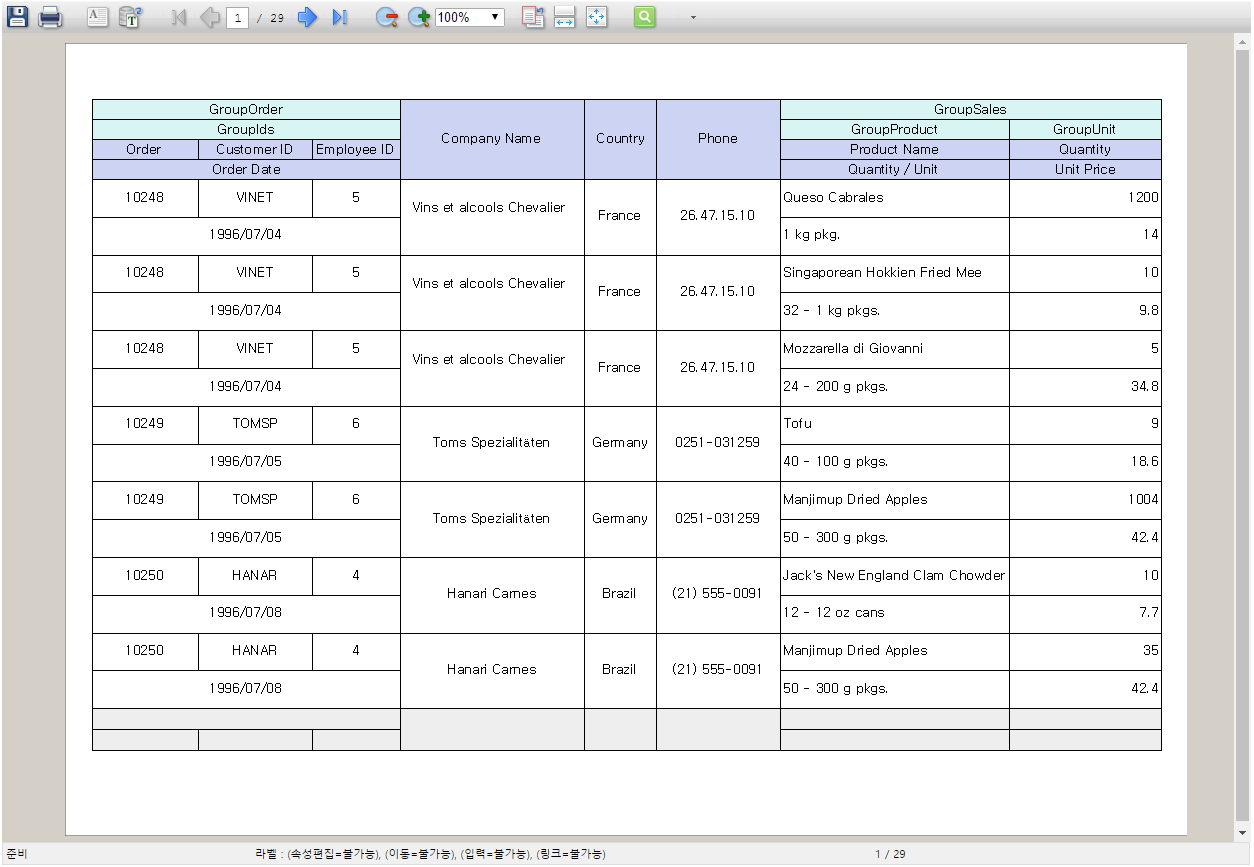 1 / 29 100%
GroupOrder Company Name Country Phone GroupSales
GroupIds GroupProduct GroupUnit
Order Customer ID Employee ID Product Name Quantity
Order Date Quantity / Unit Unit Price
10248 VINET 5 Vins et alcools Chevalier France 26.47.15.10 Queso Cabrales 1200
1996/07/04 1 kg pkg. 14
10248 VINET 5 Vins et alcools Chevalier France 26.47.15.10 Singaporean Hokkien Fried Mee 10
1996/07/04 32 - 1 kg pkgs. 9.8
10248 VINET 5 Vins et alcools Chevalier France 26.47.15.10 Mozzarella di Giovanni 5
1996/07/04 24 - 200 g pkgs. 34.8
10249 TOMSP 6 Toms Spezialitäten Germany 0251-031259 Tofu 9
1996/07/05 40 - 100 g pkgs. 18.6
10249 TOMSP 6 Toms Spezialitäten Germany 0251-031259 Manjimup Dried Apples 1004
1996/07/05 50 - 300 g pkgs. 42.4
10250 HANAR 4 Hanari Carnes Brazil (21) 555-0091 Jack's New England Clam Chowder 10
1996/07/08 12 - 12 oz cans 7.7
10250 HANAR 4 Hanari Carnes Brazil (21) 555-0091 Manjimup Dried Apples 35
1996/07/08 50 - 300 g pkgs. 42.4
준비 라벨 : (속성편집=불가능), (이동=불가능), (입력=불가능), (링크=불가능) 1 / 29